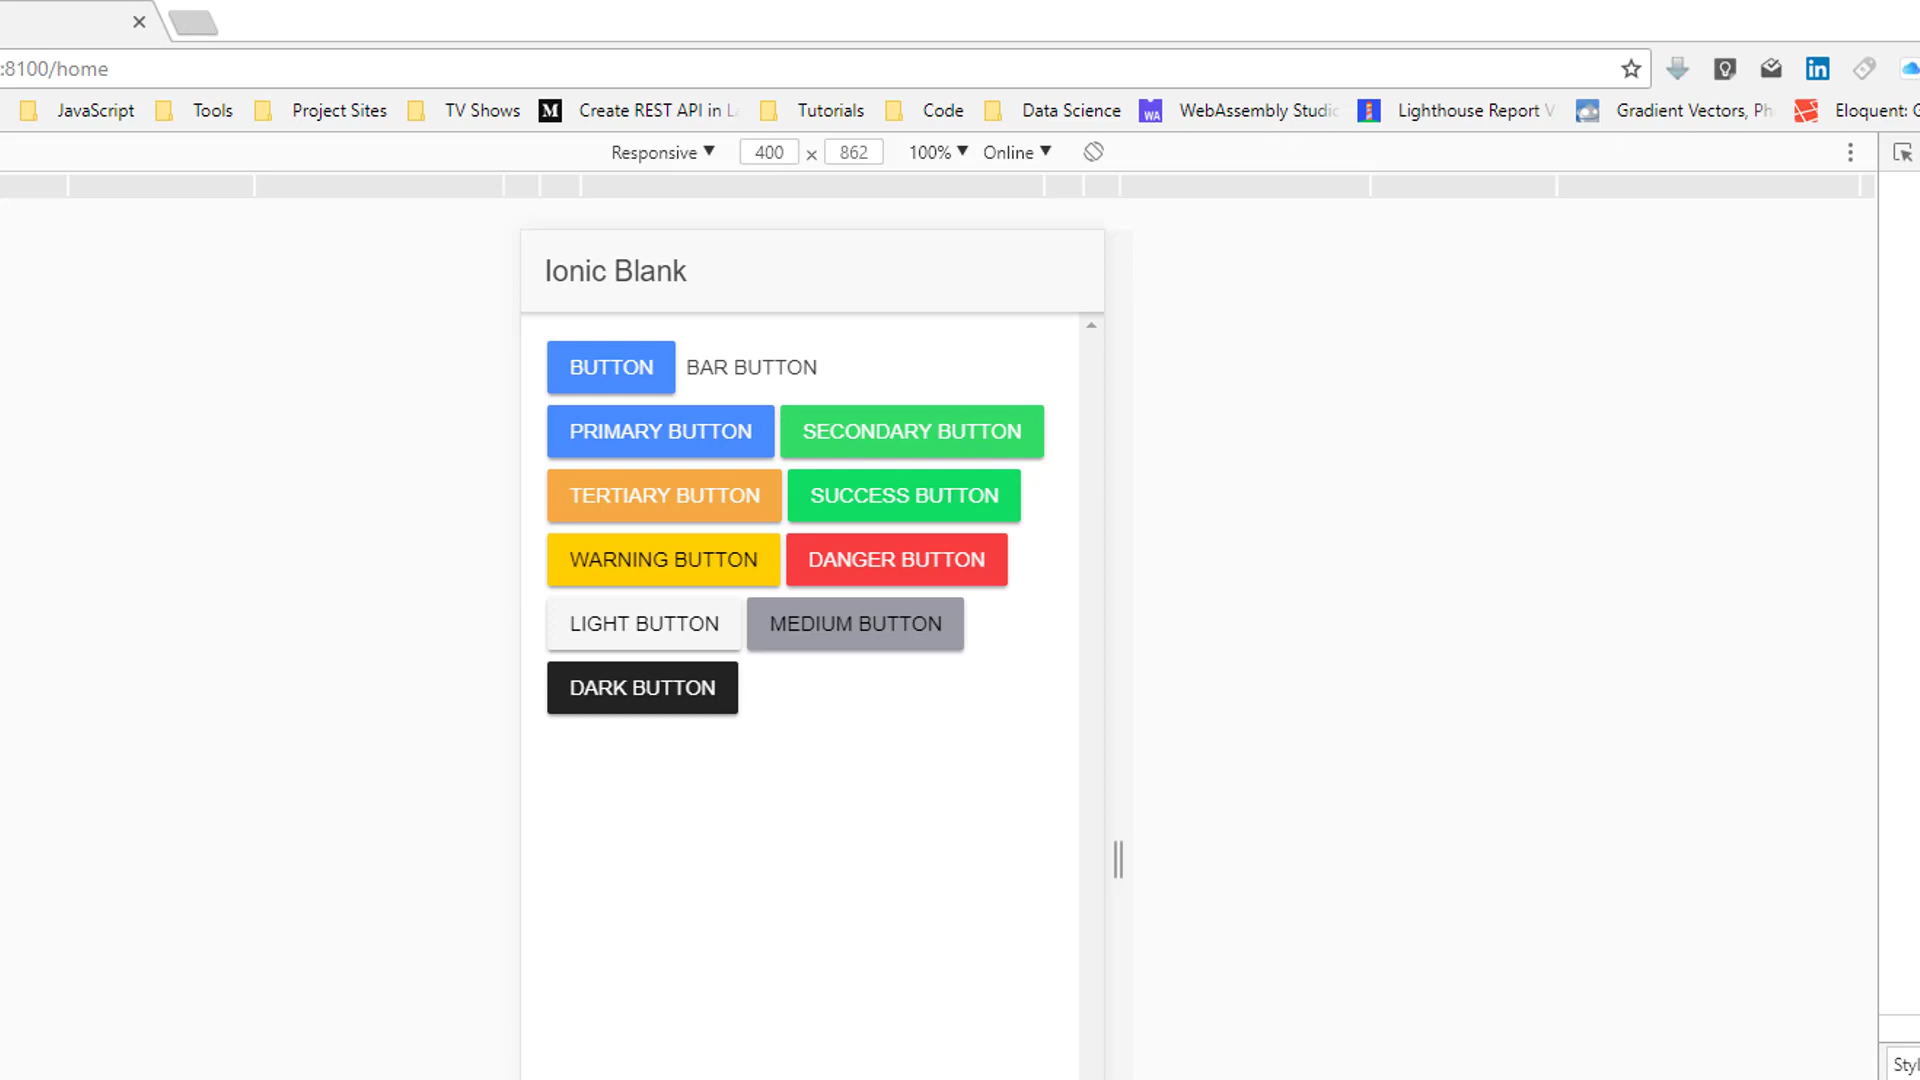 :8100/home
JavaScript Tools Project Sites TV Shows M Create REST API in L Tutorials Code Data Science WA WebAssembly Studic Lighthouse Report V Gradient Vectors, Ph Eloquent: G
Responsive 400 x 862 100% Online
Ionic Blank
BUTTON BAR BUTTON
PRIMARY BUTTON SECONDARY BUTTON
TERTIARY BUTTON SUCCESS BUTTON
WARNING BUTTON DANGER BUTTON
LIGHT BUTTON MEDIUM BUTTON
DARK BUTTON
Styl